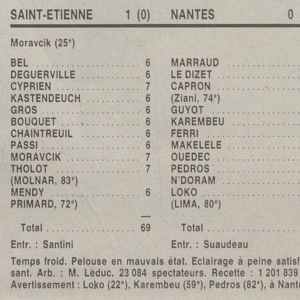 SAINT-ETIENNE 1 (0) NANTES 0
Moravcik (25°)
BEL 6 MARRAUD
DEGUERVILLE 6 LE DIZET
CYPRIEN 7 CAPRON
KASTENDEUCH 6 (Ziani, 74°)
GROS 6 GUYOT
BOUQUET 6 KAREMBEU
CHAINTREUIL 6 FERRI
PASSI 6 MAKELELE
MORAVCIK 7 OUEDEC
THOLOT 7 PEDROS
(MOLNAR, 83°) N'DORAM
MENDY 6 LOKO
PRIMARD, 72°) (LIMA, 80°)
Total 69 Total
Entr. : Santini Entr. : Suaudeau
Temps froid. Pelouse en mauvais état. Eclairage à peine satisf
sant. Arb. : M. Leduc. 23 084 spectateurs. Recette : 1 201 839
Avertissement : Loko (22°), Karembeu (59°), Pedros (82°), à Nante